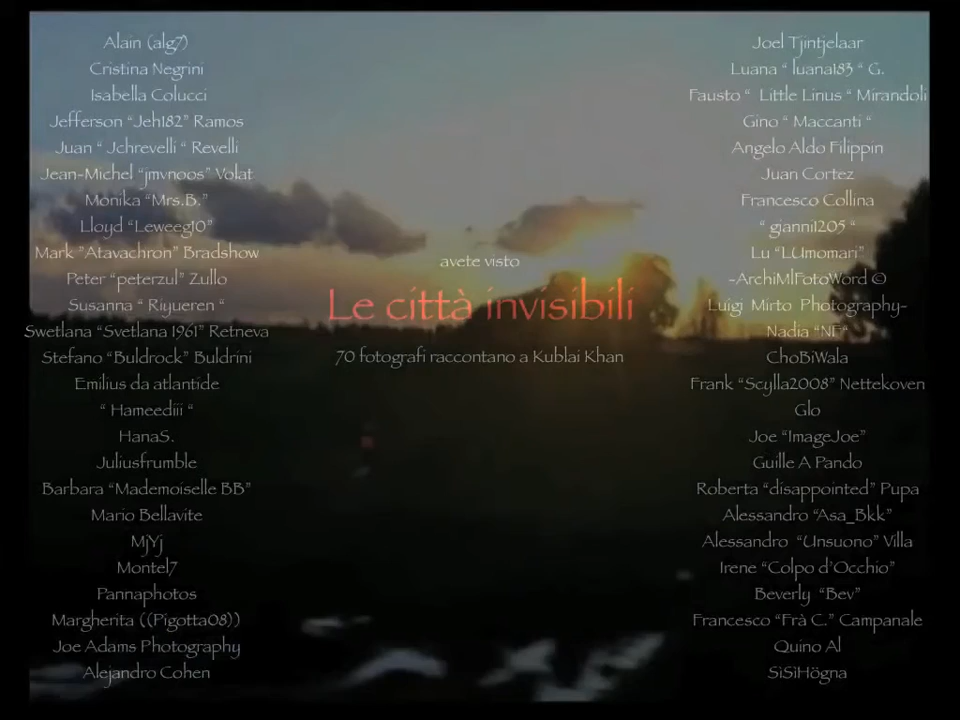 Alain (alg7)
Cristina Negrini
Isabella Colucci
Jefferson “Jeh182” Ramos
Juan “ Jchrevelli “ Revelli
Jean-Michel “jmvnoos” Volat
Monika “Mrs.B.”
Lloyd “Leweeg10”
Mark ”Atavachron” Bradshow
Peter “peterzul” Zullo
Susanna “ Riyueren “
Swetlana “Svetlana 1961” Retneva
Stefano “Buldrock” Buldrini
Emilius da atlantide
“ Hameediii “
HanaS.
Juliusfrumble
Barbara “Mademoiselle BB”
Mario Bellavite
MjYj
Montel7
Pannaphotos
Margherita ((Pigotta08))
Joe Adams Photography
Alejandro Cohen
avete visto
Le città invisibili
70 fotografi raccontano a Kublai Khan
Joel Tjintjelaar
Luana “ luana183 “ G.
Fausto “ Little Linus “ Mirandoli
Gino “ Maccanti “
Angelo Aldo Filippin
Juan Cortez
Francesco Collina
“ gianni1205 “
Lu “LUmomari”
-ArchiMlFotoWord ©
Luigi Mirto Photography-
Nadia “NF“
ChoBiWala
Frank “Scylla2008” Nettekoven
Glo
Joe “ImageJoe”
Guille A Pando
Roberta “disappointed” Pupa
Alessandro “Asa_Bkk”
Alessandro “Unsuono” Villa
Irene “Colpo d’Occhio”
Beverly “Bev”
Francesco “Frà C.” Campanale
Quino Al
SìSìHögna